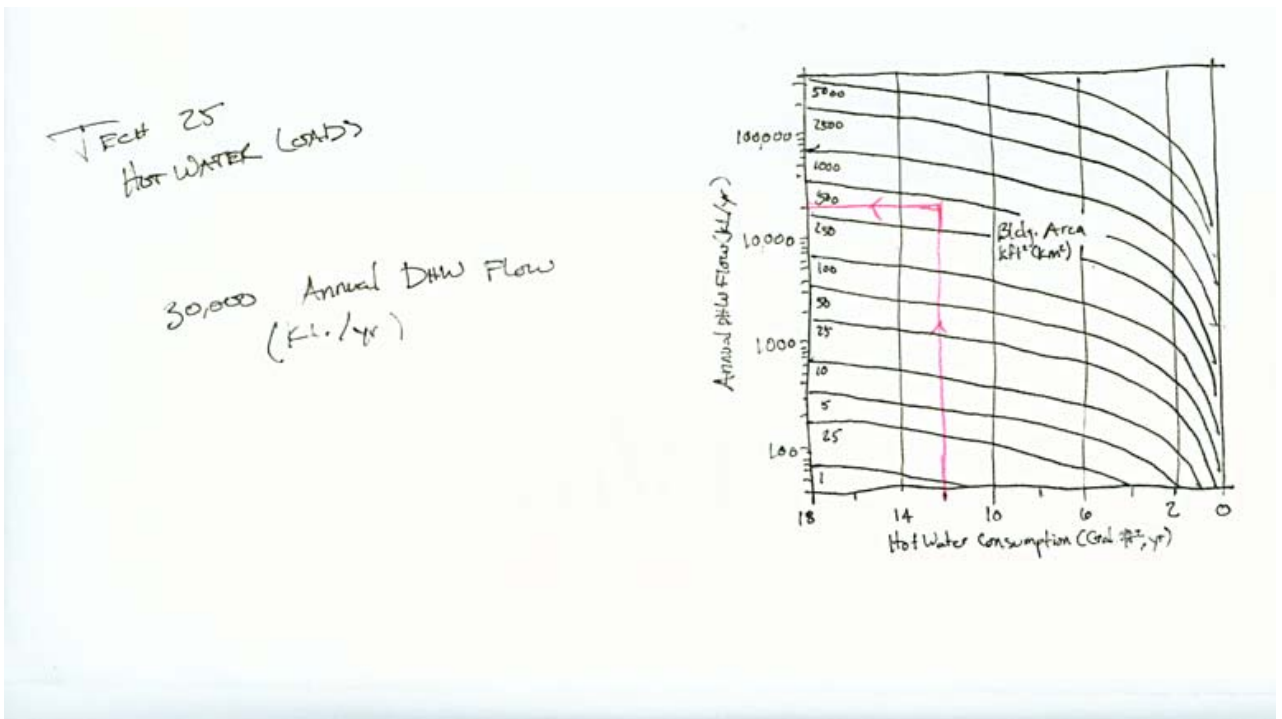 TECH 25
HOT WATER LOADS
30,000 Annual DHW Flow
(kL./yr)
Annual DHW Flow (kL/yr)
100,000
10,000
1000
100
5000
2500
1000
500
250
100
50
25
10
5
25
1
Bldg. Area
kft² (km²)
18 14 10 6 2 0
Hot Water Consumption (Gal yr)